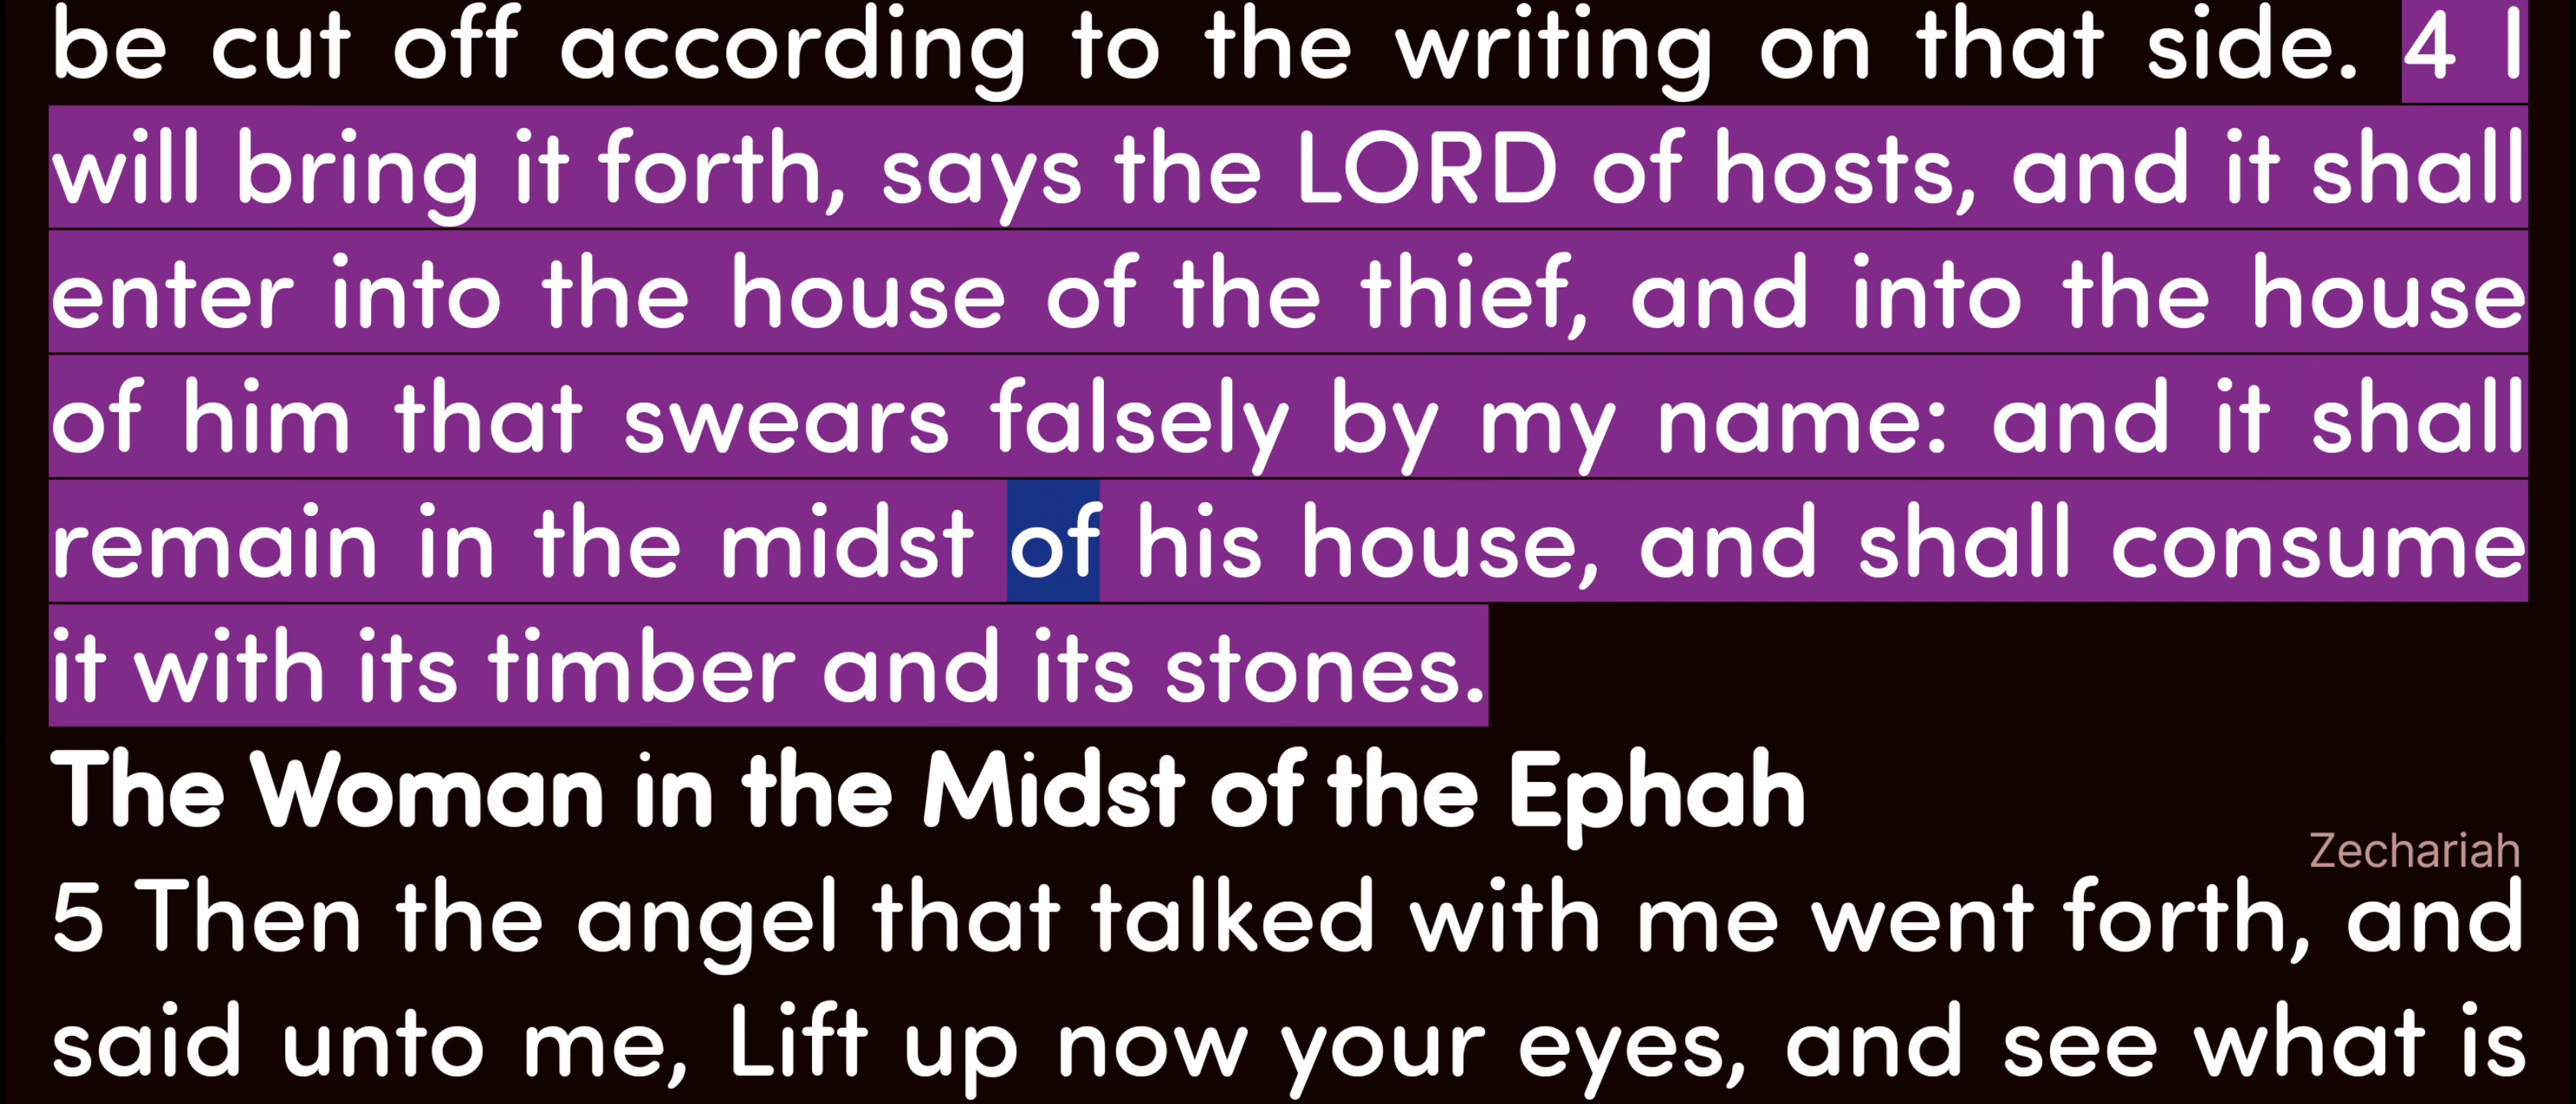 be cut off according to the writing on that side. 4 I
will bring it forth, says the LORD of hosts, and it shall
enter into the house of the thief, and into the house
of him that swears falsely by my name: and it shall
remain in the midst of his house, and shall consume
it with its timber and its stones.
The Woman in the Midst of the Ephah
Zechariah
5 Then the angel that talked with me went forth, and
said unto me, Lift up now your eyes, and see what is